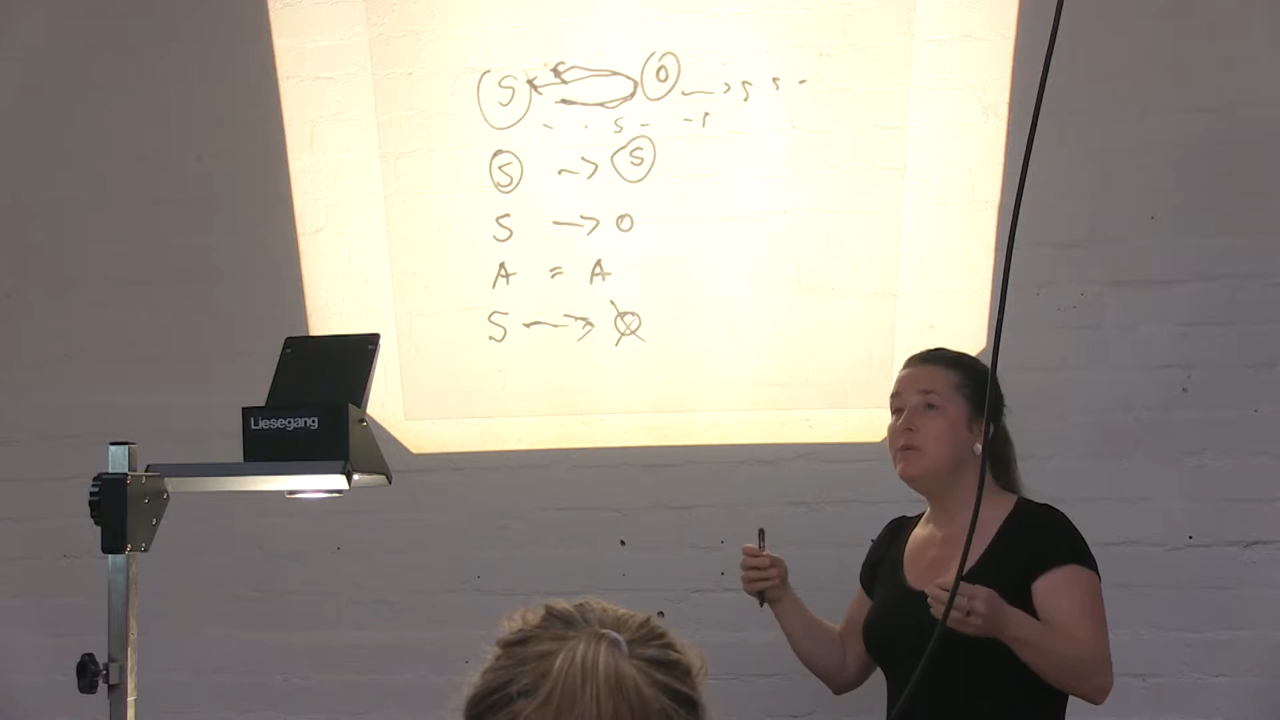 S O → S S -
S - - S
S → S
S → O
A = A
S → O
Liesegang